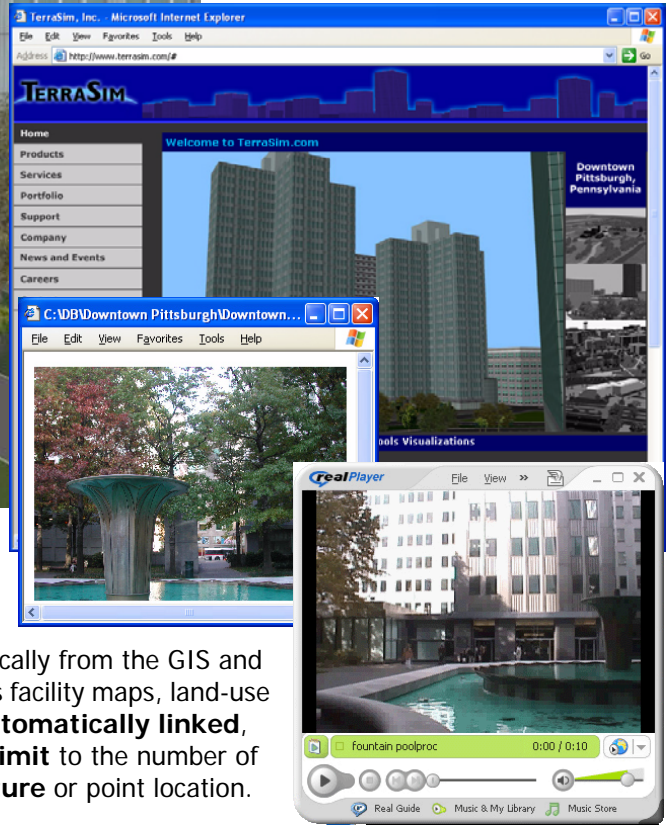 TerraSim, Inc. - Microsoft Internet Explorer
File Edit View Favorites Tools Help
Address http://www.terrasim.com/# Go
TERRASIM
Home
Products
Services
Portfolio
Support
Company
News and Events
Careers
Welcome to TerraSim.com
Downtown
Pittsburgh,
Pennsylvania
ools Visualizations
C:\DB\Downtown Pittsburgh\Downtown...
File Edit View Favorites Tools Help
realPlayer File View »
fountain poolproc 0:00 / 0:10
Real Guide Music & My Library Music Store
cally from the GIS and
s facility maps, land-use
tomatically linked,
imit to the number of
ure or point location.